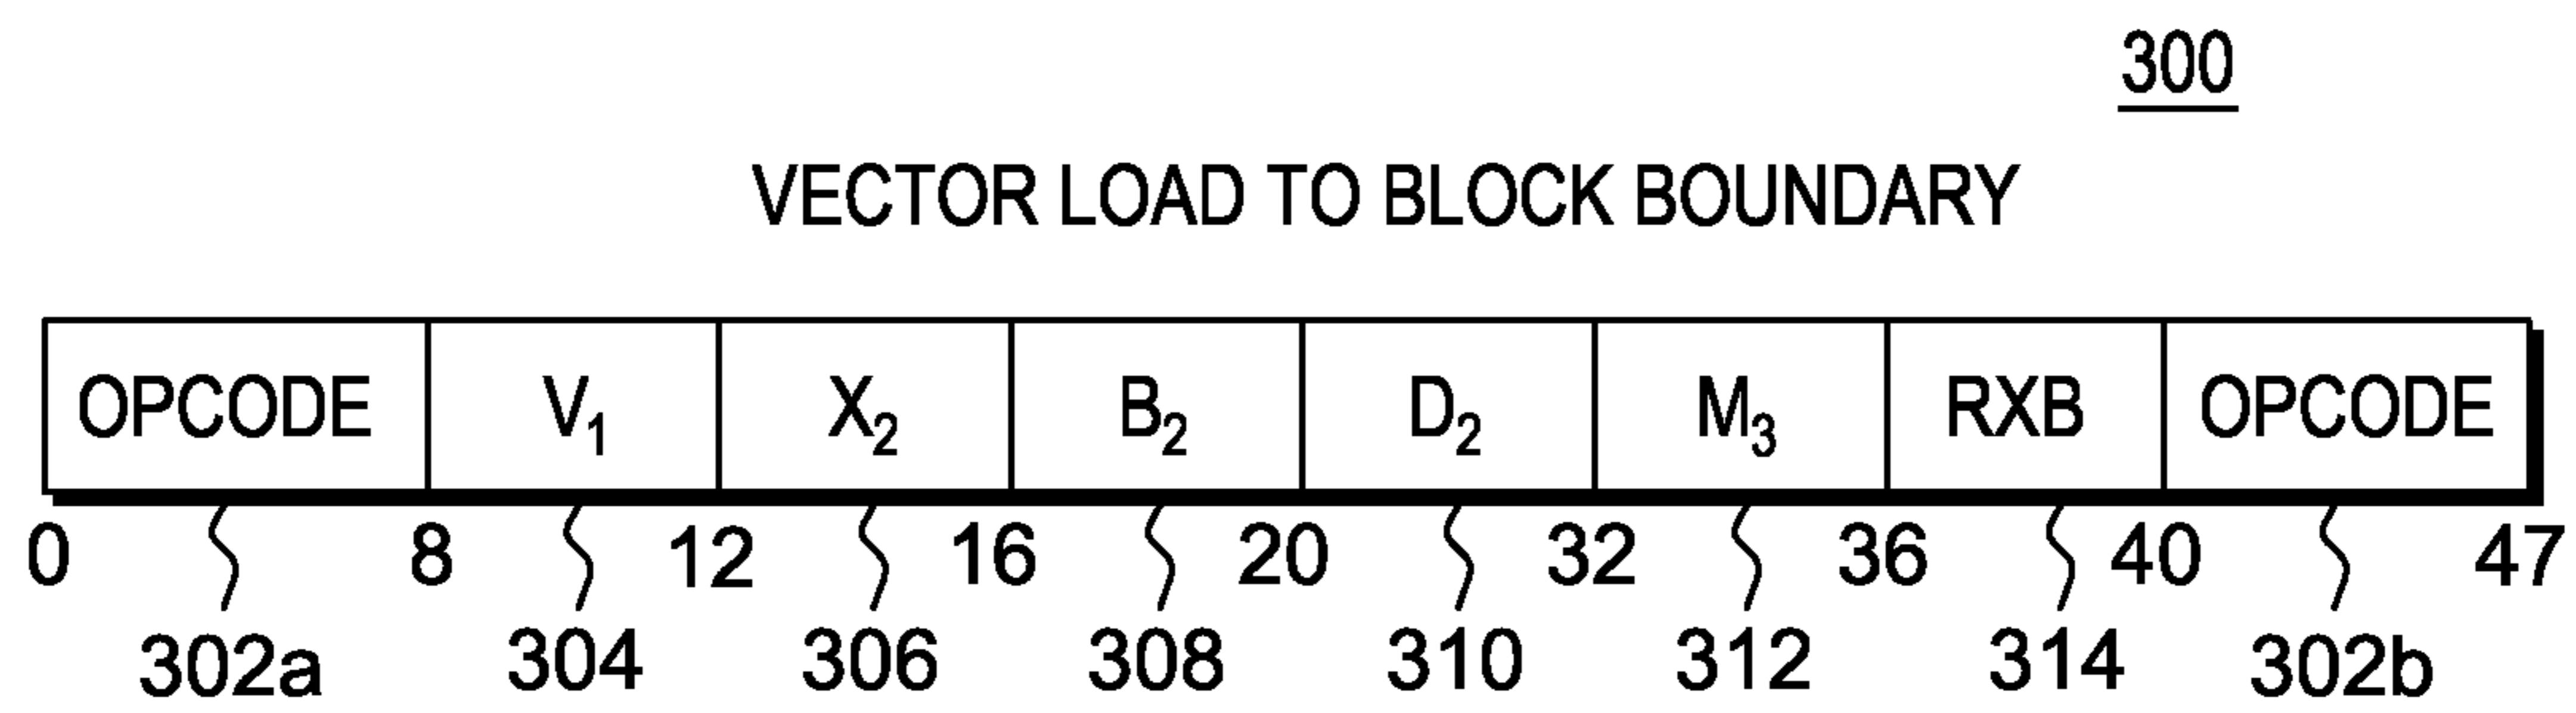 300
VECTOR LOAD TO BLOCK BOUNDARY
OPCODE V₁ X₂ B₂ D₂ M₃ RXB OPCODE
0 8 12 16 20 32 36 40 47
302a 304 306 308 310 312 314 302b